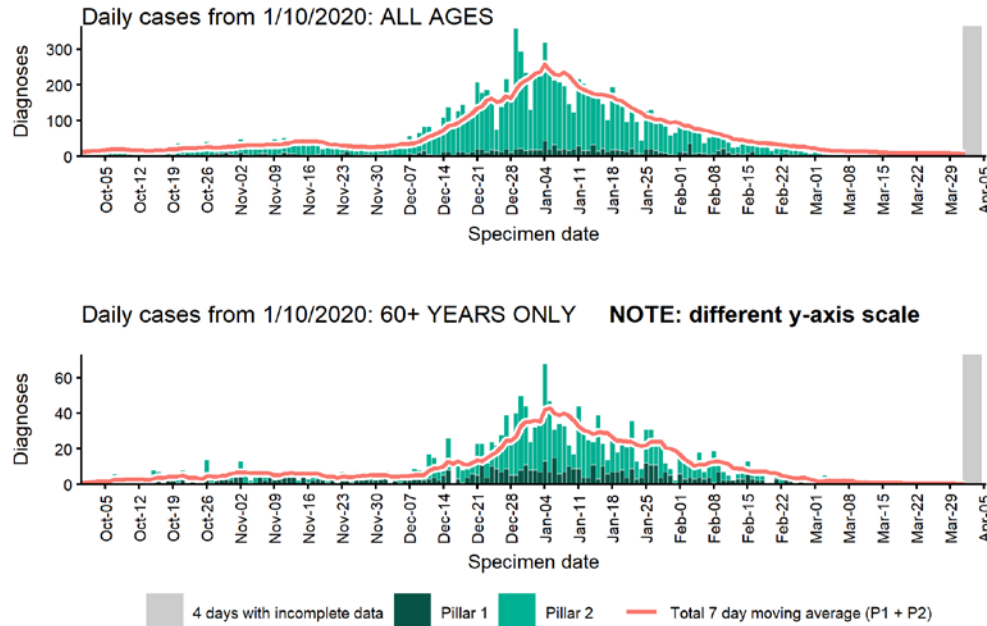 Daily cases from 1/10/2020: ALL AGES
300
200
100
0
Diagnoses
Oct-05 Oct-12 Oct-19 Oct-26 Nov-02 Nov-09 Nov-16 Nov-23 Nov-30 Dec-07 Dec-14 Dec-21 Dec-28 Jan-04 Jan-11 Jan-18 Jan-25 Feb-01 Feb-08 Feb-15 Feb-22 Mar-01 Mar-08 Mar-15 Mar-22 Mar-29 Apr-05
Specimen date
Daily cases from 1/10/2020: 60+ YEARS ONLY NOTE: different y-axis scale
60
40
20
0
Diagnoses
Oct-05 Oct-12 Oct-19 Oct-26 Nov-02 Nov-09 Nov-16 Nov-23 Nov-30 Dec-07 Dec-14 Dec-21 Dec-28 Jan-04 Jan-11 Jan-18 Jan-25 Feb-01 Feb-08 Feb-15 Feb-22 Mar-01 Mar-08 Mar-15 Mar-22 Mar-29 Apr-05
Specimen date
4 days with incomplete data Pillar 1 Pillar 2 Total 7 day moving average (P1 + P2)